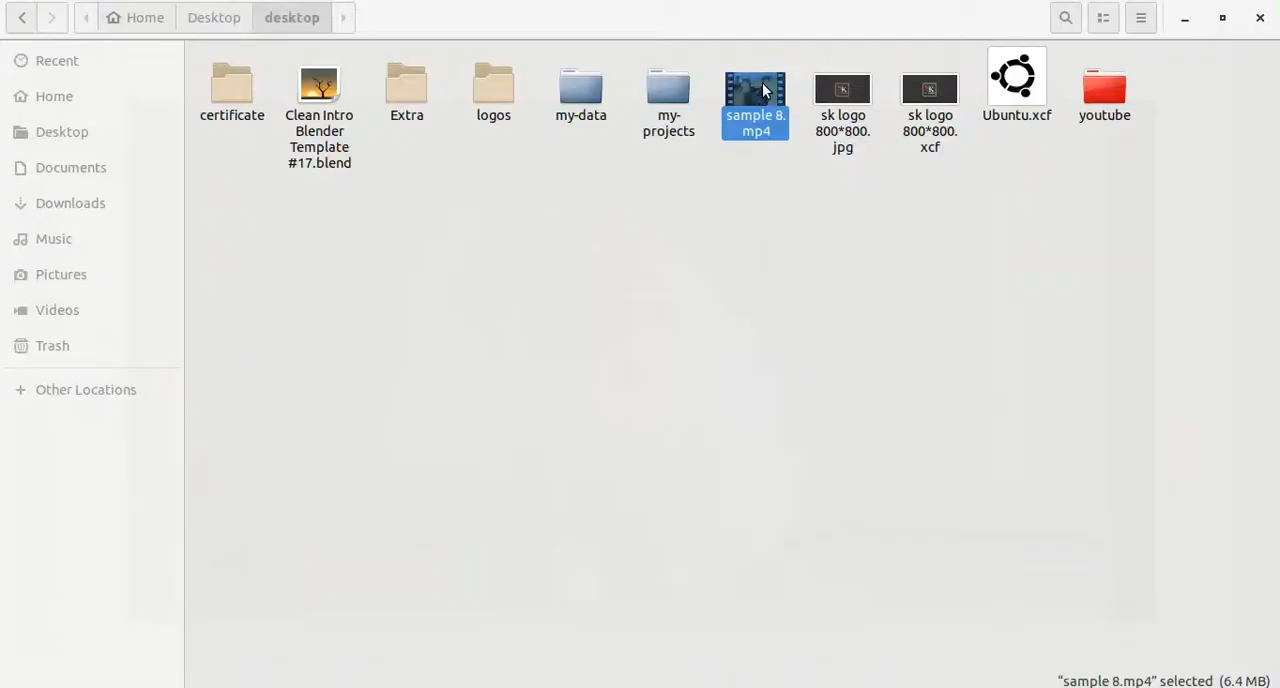 Home
Desktop
desktop
Recent
Home
Desktop
Documents
Downloads
Music
Pictures
Videos
Trash
Other Locations
certificate
Clean Intro
Blender
Template
#17.blend
Extra
logos
my-data
my-
projects
sample 8.
mp4
sk logo
800*800.
jpg
sk logo
800*800.
xcf
Ubuntu.xcf
youtube
"sample 8.mp4" selected (6.4 MB)